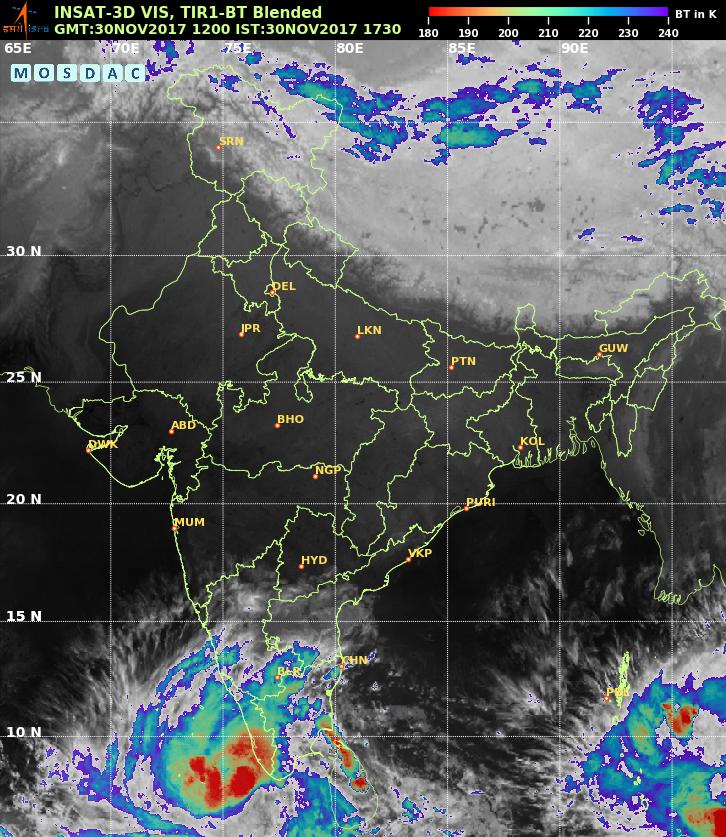 INSAT-3D VIS, TIR1-BT Blended
GMT:30NOV2017 1200 IST:30NOV2017 1730
BT in K
180 190 200 210 220 230 240
65E 70E 75E 80E 85E 90E
M O S D A C
SRN
30 N
DEL
JPR
LKN
GUW
PTN
25 N
ABD
BHO
DWK
KOL
NGP
20 N
PURI
MUM
VKP
HYD
15 N
CHN
BLR
PBL
10 N